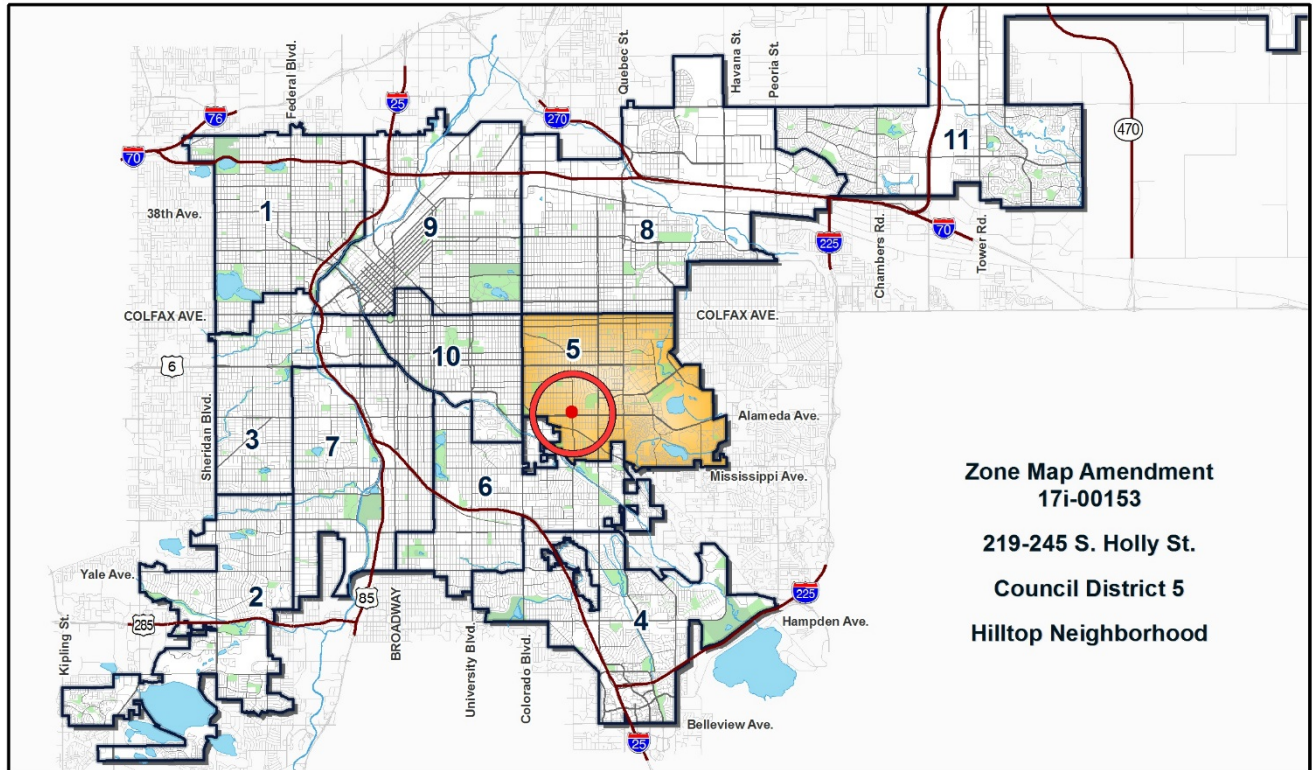 Federal Blvd.
Quebec St.
Havana St.
Peoria St.
25
76
270
470
70
11
38th Ave.
1
9
8
225
Chambers Rd.
70
Tower Rd.
COLFAX AVE.
COLFAX AVE.
5
10
6
Sheridan Blvd.
Alameda Ave.
3
7
Mississippi Ave.
6
Zone Map Amendment
17i-00153
219-245 S. Holly St.
Council District 5
Hilltop Neighborhood
Yale Ave.
2
85
285
Kipling St.
BROADWAY
University Blvd.
Colorado Blvd.
4
225
Hampden Ave.
Belleview Ave.
25